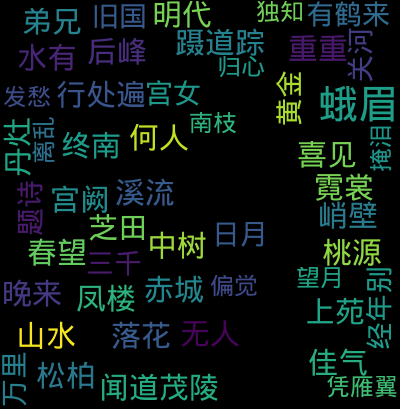 弟兄
旧国
明代
独知
有鹤来
水有
后峰
蹑道踪
归心
重重
关河
发愁
行处遍
宫女
黄金
蛾眉
丹灶
离乱
终南
何人
南枝
喜见
掩泪
题诗
宫阙
溪流
霓裳
峭壁
芝田
日月
春望
三千
中树
桃源
晚来
凤楼
赤城
偏觉
望月
经年别
上苑
山水
落花
无人
佳气
万里
松柏
闻道茂陵
凭雁翼